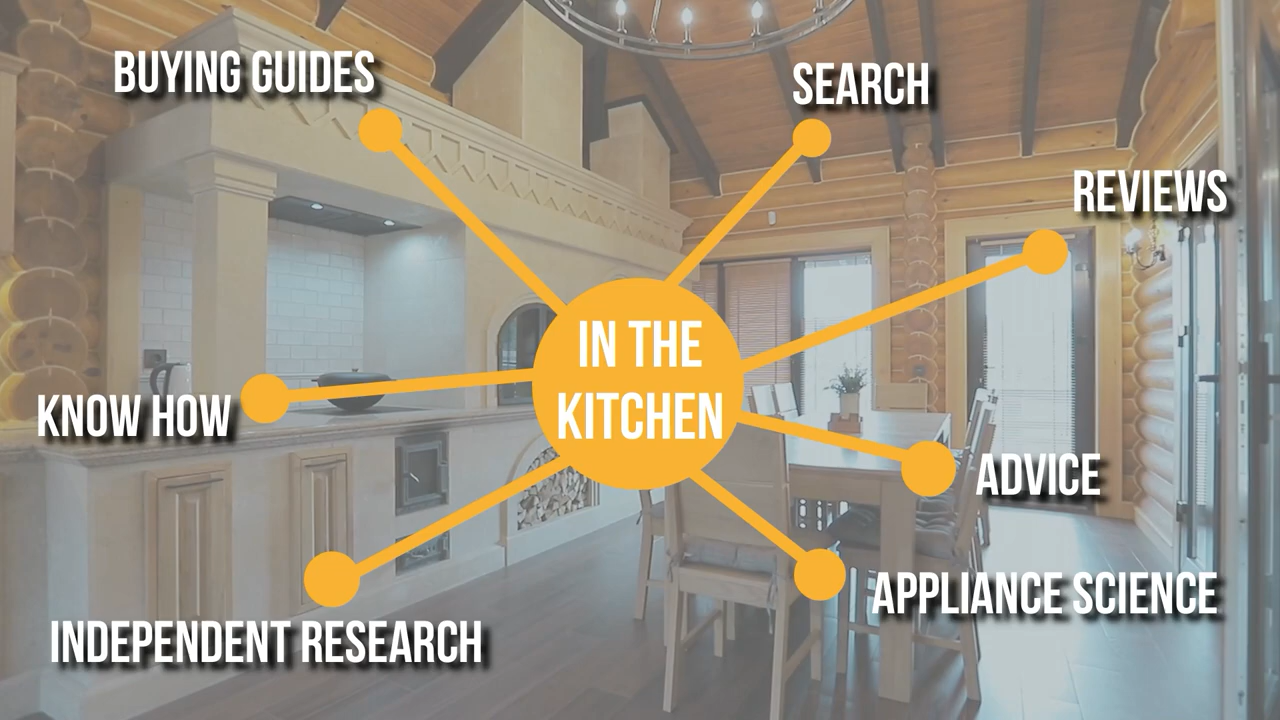 BUYING GUIDES
SEARCH
REVIEWS
IN THE
KITCHEN
KNOW HOW
ADVICE
APPLIANCE SCIENCE
INDEPENDENT RESEARCH